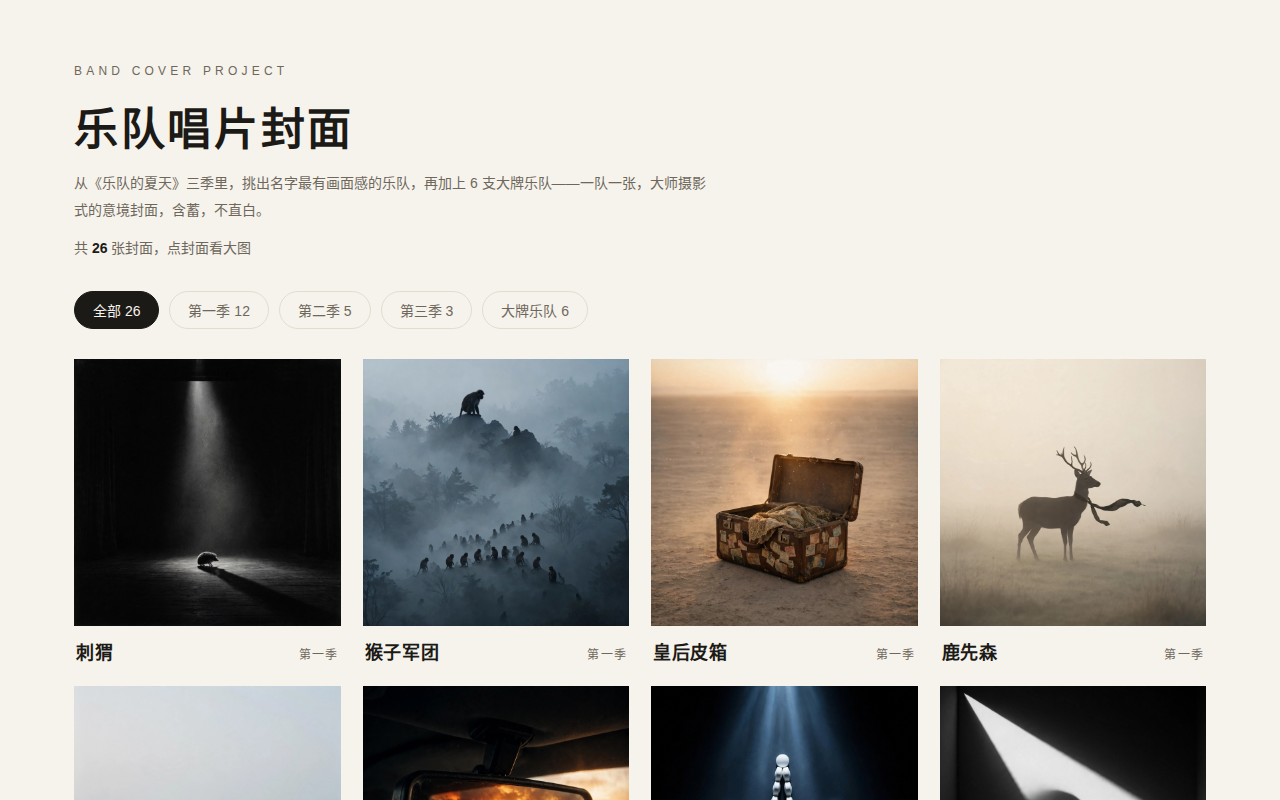 BAND COVER PROJECT
乐队唱片封面
从《乐队的夏天》三季里，挑出名字最有画面感的乐队，再加上 6 支大牌乐队——一队一张，大师摄影
式的意境封面，含蓄，不直白。
共 26 张封面，点封面看大图
全部 26
第一季 12
第二季 5
第三季 3
大牌乐队 6
刺猬
第一季
猴子军团
第一季
皇后皮箱
第一季
鹿先森
第一季